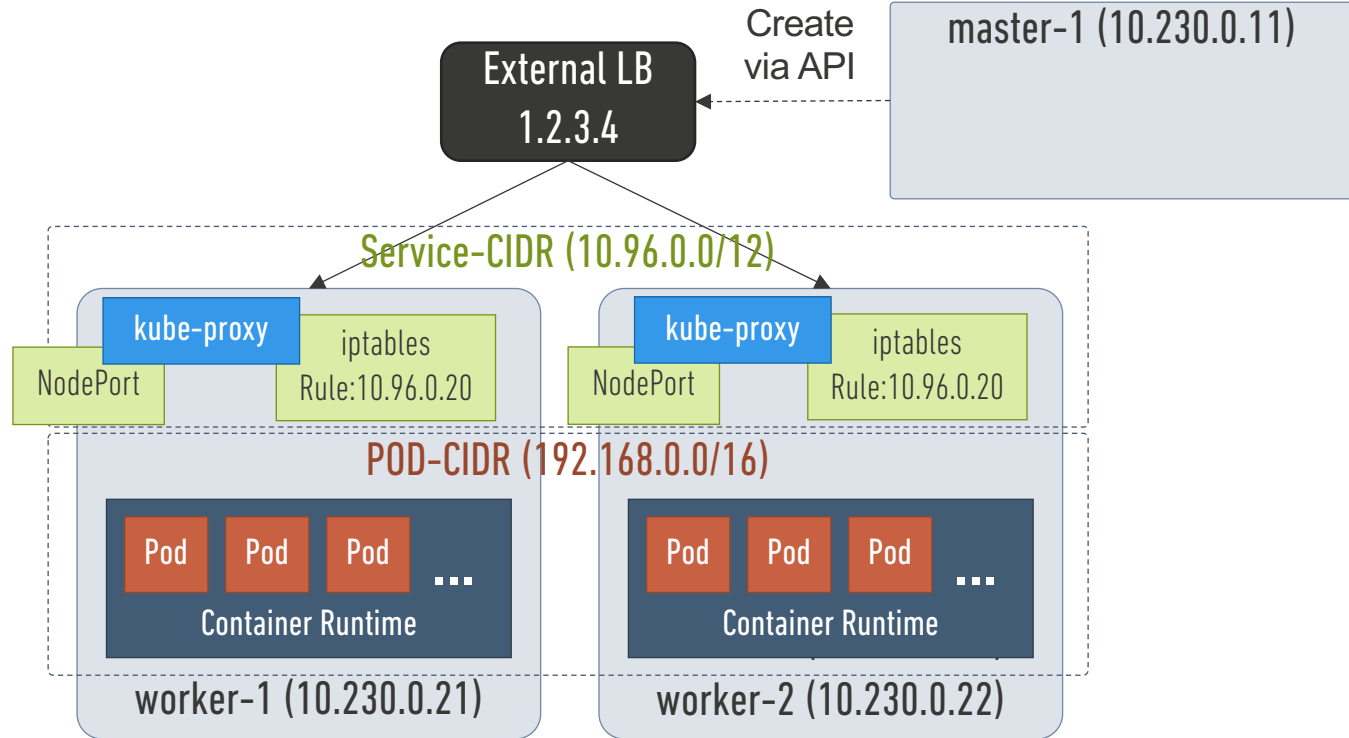 Create
via API
master-1 (10.230.0.11)
External LB
1.2.3.4
Service-CIDR (10.96.0.0/12)
kube-proxy
iptables
Rule:10.96.0.20
NodePort
kube-proxy
iptables
Rule:10.96.0.20
NodePort
POD-CIDR (192.168.0.0/16)
Pod
Pod
Pod
...
Container Runtime
Pod
Pod
Pod
...
Container Runtime
worker-1 (10.230.0.21)
worker-2 (10.230.0.22)